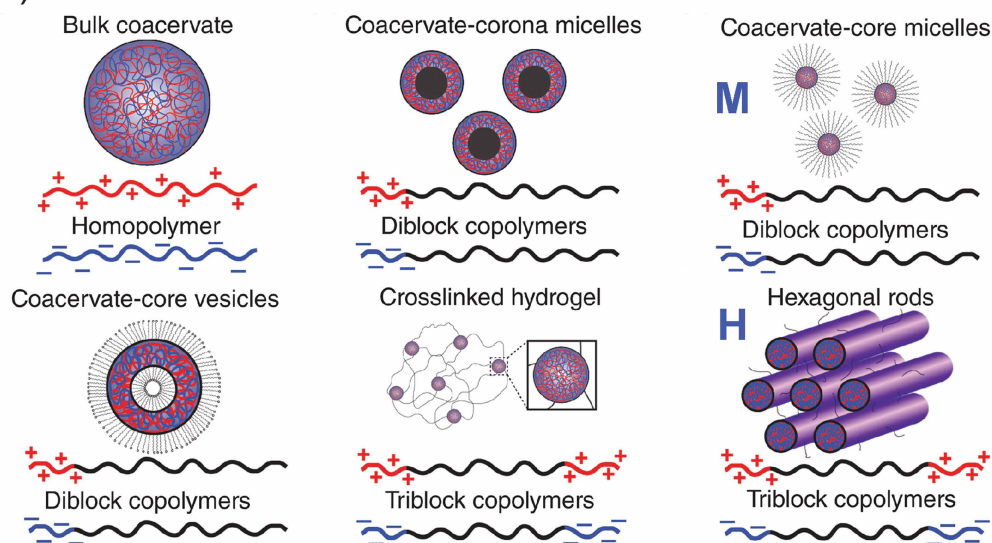 Bulk coacervate
Coacervate-corona micelles
Coacervate-core micelles
M
+ + + + +
+ + + +
+ +
+ +
+ +
+ +
Homopolymer
Diblock copolymers
Diblock copolymers
Coacervate-core vesicles
Crosslinked hydrogel
Hexagonal rods
H
+ +
+ +
+ + + +
+ + + +
+ + + +
+ + + +
Diblock copolymers
Triblock copolymers
Triblock copolymers